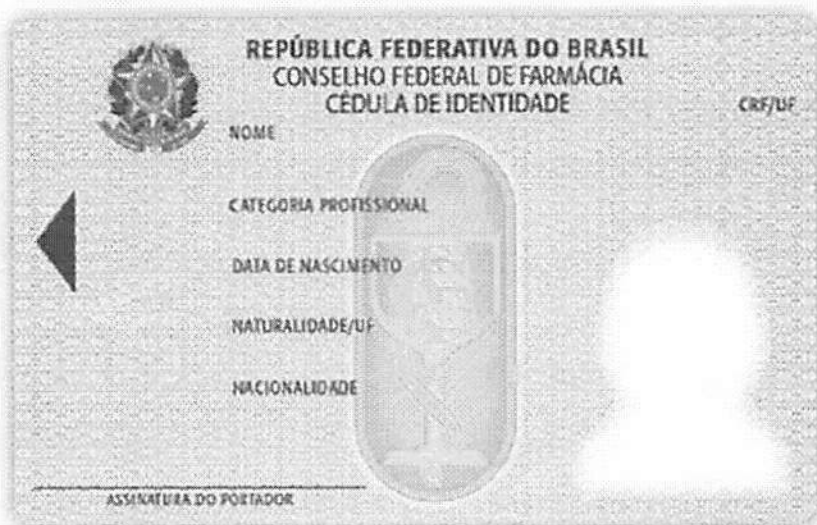 REPÚBLICA FEDERATIVA DO BRASIL
CONSELHO FEDERAL DE FARMÁCIA
CÉDULA DE IDENTIDADE
CRF/UF
NOME
CATEGORIA PROFISSIONAL
DATA DE NASCIMENTO
NATURALIDADE/UF
NACIONALIDADE
ASSINATURA DO PORTADOR